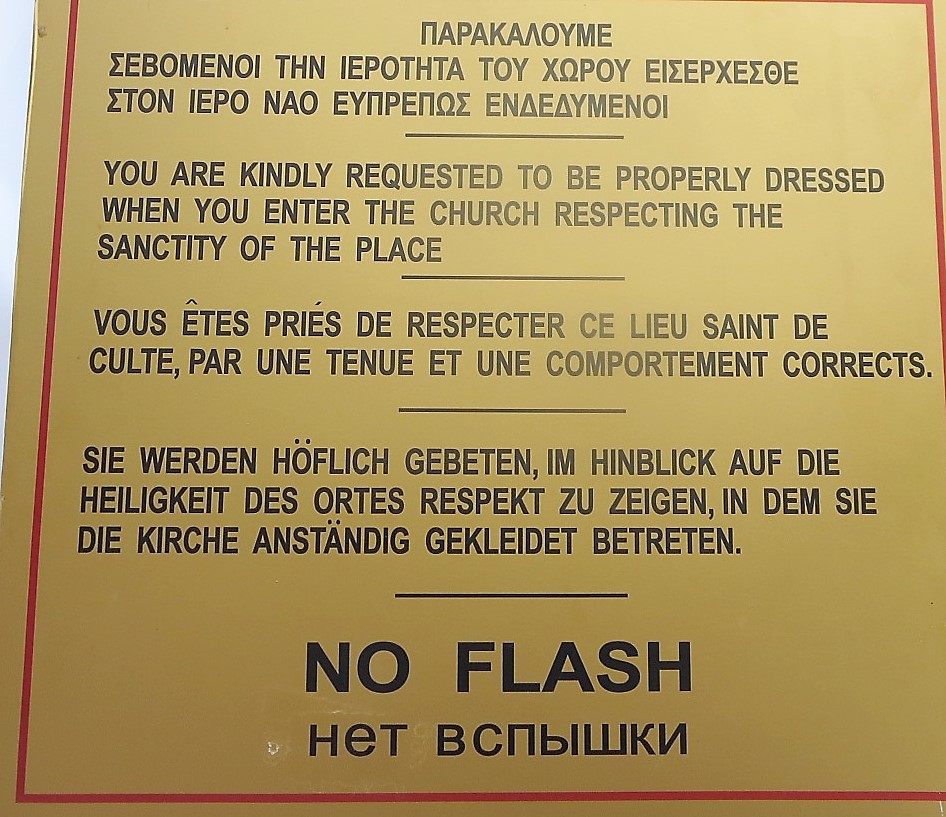 ΠΑΡΑΚΑΛΟΥΜΕ
ΣΕΒΟΜΕΝΟΙ ΤΗΝ ΙΕΡΟΤΗΤΑ ΤΟΥ ΧΩΡΟΥ ΕΙΣΕΡΧΕΣΘΕ
ΣΤΟΝ ΙΕΡΟ ΝΑΟ ΕΥΠΡΕΠΩΣ ΕΝΔΕΔΥΜΕΝΟΙ
YOU ARE KINDLY REQUESTED TO BE PROPERLY DRESSED
WHEN YOU ENTER THE CHURCH RESPECTING THE
SANCTITY OF THE PLACE
VOUS ÊTES PRIÉS DE RESPECTER CE LIEU SAINT DE
CULTE, PAR UNE TENUE ET UNE COMPORTEMENT CORRECTS.
SIE WERDEN HÖFLICH GEBETEN, IM HINBLICK AUF DIE
HEILIGKEIT DES ORTES RESPEKT ZU ZEIGEN, IN DEM SIE
DIE KIRCHE ANSTÄNDIG GEKLEIDET BETRETEN.
NO FLASH
нет вспышки